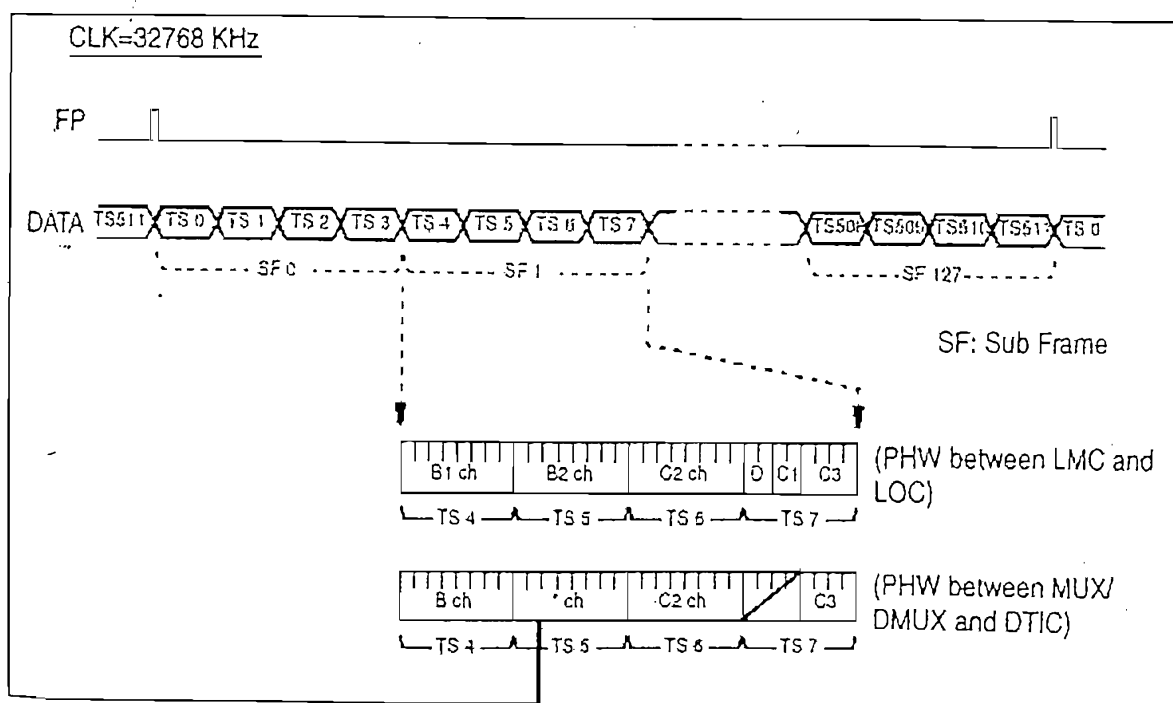 CLK=32768 KHz
FP
DATA TS511 TS 0 TS 1 TS 2 TS 3 TS 4 TS 5 TS 6 TS 7 TS508 TS509 TS510 TS 0
SF 0 SF 1 SF 127
SF: Sub Frame
B1 ch B2 ch C2 ch D C1 C3 (PHW between LMC and
LOC)
TS 4 TS 5 TS 6 TS 7
B ch ch C2 ch C3 (PHW between MUX/
DMUX and DTIC)
TS 4 TS 5 TS 6 TS 7